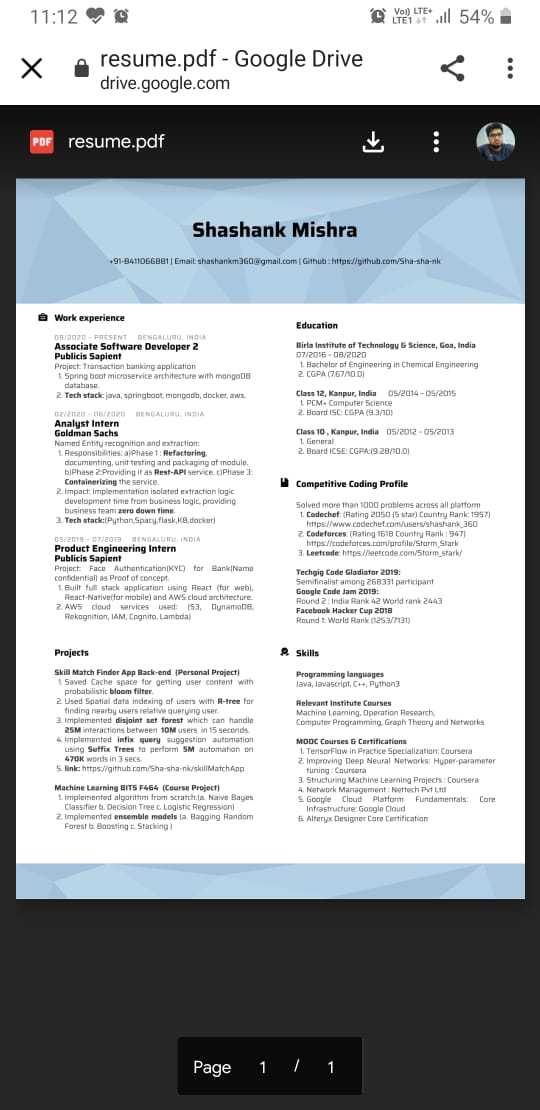 11:12
Vo)) LTE+
LTE1
54%
resume.pdf - Google Drive
drive.google.com
PDF
resume.pdf
Shashank Mishra
+91-8411066881 | Email: shashankm360@gmail.com | Github : https://github.com/Sha-sha-nk
Work experience
08/2020 - PRESENT BENGALURU, INDIA
Associate Software Developer 2
Publicis Sapient
Project: Transaction banking application
1. Spring boot microservice architecture with mongoDB
database.
2. Tech stack: java, springboot, mongodb, docker, aws.
02/2020 - 06/2020 BENGALURU, INDIA
Analyst Intern
Goldman Sachs
Named Entity recognition and extraction:
1. Responsibilities: a)Phase 1 : Refactoring,
documenting, unit testing and packaging of module.
b)Phase 2:Providing it as Rest-API service. c)Phase 3:
Containerizing the service.
2. Impact: Implementation isolated extraction logic
development time from business logic, providing
business team zero down time.
3. Tech stack:(Python,Spacy,flask,K8,docker)
05/2019 - 07/2019 BENGALURU, INDIA
Product Engineering Intern
Publicis Sapient
Project: Face Authentication(KYC) for Bank(Name
confidential) as Proof of concept.
1. Built full stack application using React (for web),
React-Native(for mobile) and AWS cloud architecture.
2. AWS cloud services used: (S3, DynamoDB,
Rekognition, IAM, Cognito, Lambda)
Projects
Skill Match Finder App Back-end (Personal Project)
1. Saved Cache space for getting user content with
probabilistic bloom filter.
2. Used Spatial data indexing of users with R-tree for
finding nearby users relative querying user.
3. Implemented disjoint set forest which can handle
25M interactions between 10M users in 15 seconds.
4. Implemented infix query suggestion automation
using Suffix Trees to perform 5M automation on
470K words in 3 secs.
5. link: https://github.com/Sha-sha-nk/skillMatchApp
Machine Learning BITS F464 (Course Project)
1. Implemented algorithm from scratch:(a. Naive Bayes
Classifier b. Decision Tree c. Logistic Regression)
2. Implemented ensemble models (a. Bagging Random
Forest b. Boosting c. Stacking )
Education
Birla Institute of Technology & Science, Goa, India
07/2016 - 08/2020
1. Bachelor of Engineering in Chemical Engineering
2. CGPA (7.67/10.0)
Class 12, Kanpur, India 05/2014 - 05/2015
1. PCM+ Computer Science
2. Board ISC: CGPA (9.3/10)
Class 10 , Kanpur, India 05/2012 - 05/2013
1. General
2. Board ICSE: CGPA:(9.28/10.0)
Competitive Coding Profile
Solved more than 1000 problems across all platform
1. Codechef: (Rating 2050 (5 star) Country Rank: 1957)
https://www.codechef.com/users/shashank_360
2. Codeforces: (Rating 1618 Country Rank : 947)
https://codeforces.com/profile/Storm_Stark
3. Leetcode: https://leetcode.com/Storm_stark/
Techgig Code Gladiator 2019:
Semifinalist among 268331 participant
Google Code Jam 2019:
Round 2 : India Rank 42 World rank 2443
Facebook Hacker Cup 2018
Round 1: World Rank (1253/7131)
Skills
Programming languages
Java, Javascript, C++, Python3
Relevant Institute Courses
Machine Learning, Operation Research,
Computer Programming, Graph Theory and Networks
MOOC Courses & Certifications
1. TensorFlow in Practice Specialization: Coursera
2. Improving Deep Neural Networks: Hyper-parameter
tuning : Coursera
3. Structuring Machine Learning Projects : Coursera
4. Network Management : Nettech Pvt Ltd
5. Google Cloud Platform Fundamentals: Core
Infrastructure: Google Cloud
6. Alteryx Designer Core Certification
Page 1 / 1